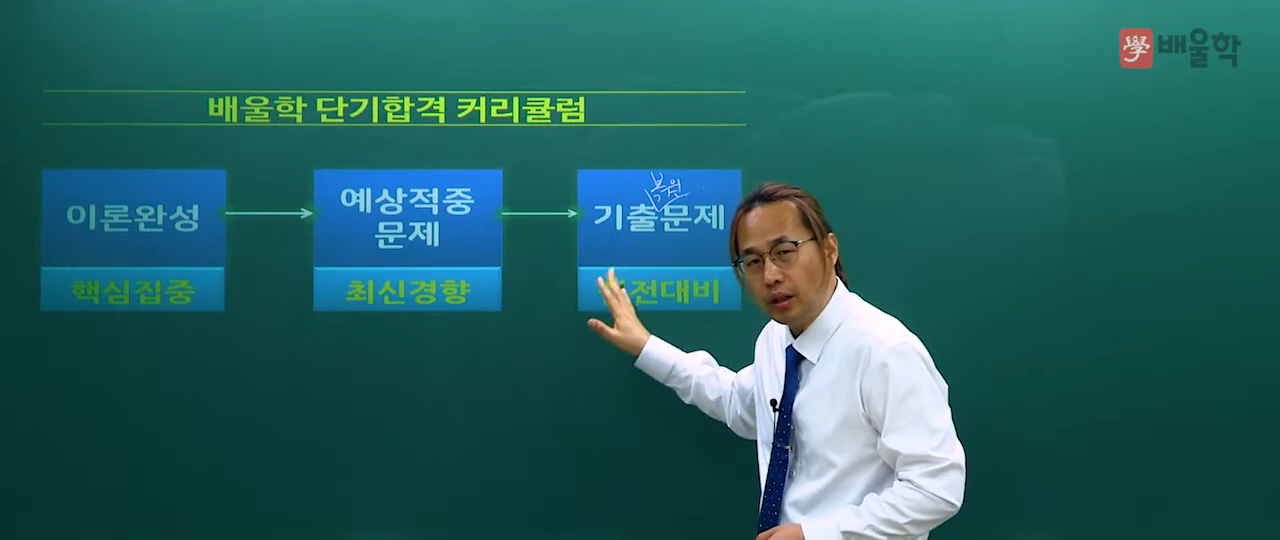 學 배울학
배울학 단기합격 커리큘럼
이론완성
핵심집중
예상적중
문제
최신경향
복원
기출문제
전대비